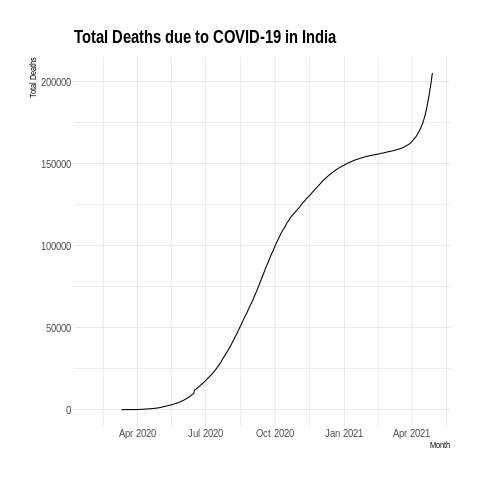 Total Deaths due to COVID-19 in India
Total Deaths
200000
150000
100000
50000
0
Apr 2020
Jul 2020
Oct 2020
Jan 2021
Apr 2021
Month